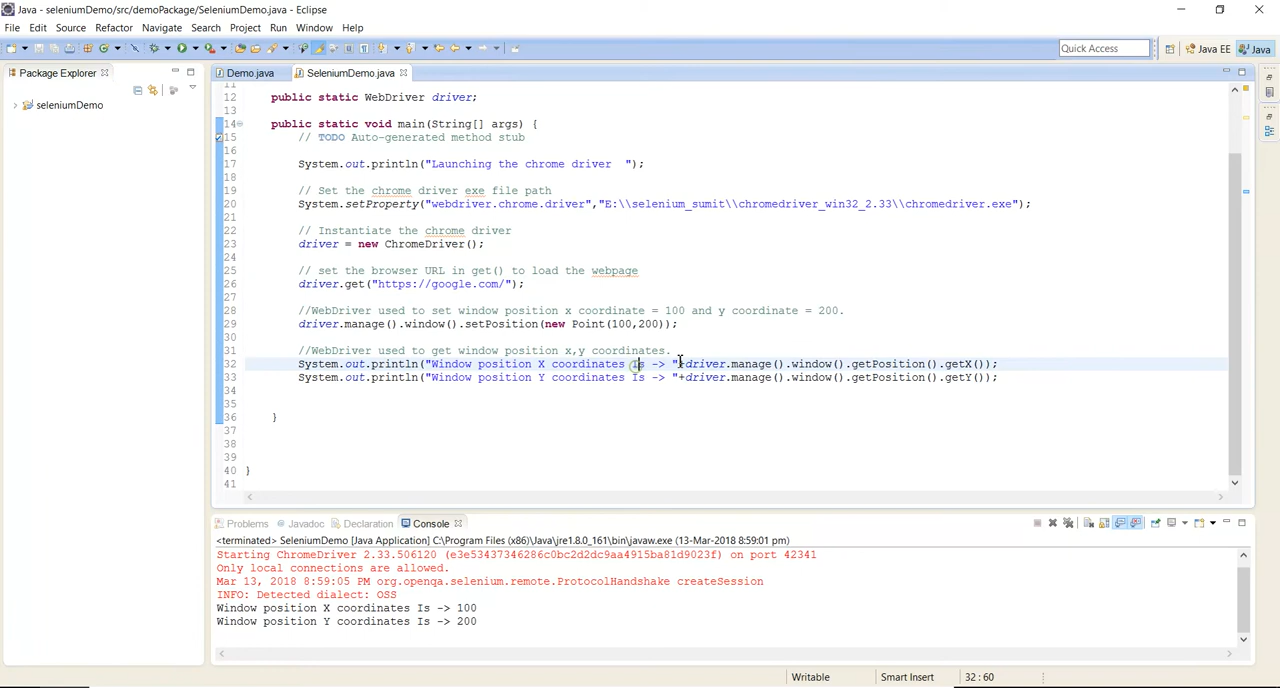 Java - seleniumDemo/src/demoPackage/SeleniumDemo.java - Eclipse
File Edit Source Refactor Navigate Search Project Run Window Help
Quick Access Java EE Java
Package Explorer
seleniumDemo
Demo.java SeleniumDemo.java
11
12 public static WebDriver driver;
13
14 public static void main(String[] args) {
15 // TODO Auto-generated method stub
16
17 System.out.println("Launching the chrome driver  ");
18
19 // Set the chrome driver exe file path
20 System.setProperty("webdriver.chrome.driver","E:\\selenium_sumit\\chromedriver_win32_2.33\\chromedriver.exe");
21
22 // Instantiate the chrome driver
23 driver = new ChromeDriver();
24
25 // set the browser URL in get() to load the webpage
26 driver.get("https://google.com/");
27
28 //WebDriver used to set window position x coordinate = 100 and y coordinate = 200.
29 driver.manage().window().setPosition(new Point(100,200));
30
31 //WebDriver used to get window position x,y coordinates.
32 System.out.println("Window position X coordinates Is -> "+driver.manage().window().getPosition().getX());
33 System.out.println("Window position Y coordinates Is -> "+driver.manage().window().getPosition().getY());
34
35
36 }
37
38
39
40 }
41
Problems Javadoc Declaration Console
<terminated> SeleniumDemo [Java Application] C:\Program Files (x86)\Java\jre1.8.0_161\bin\javaw.exe (13-Mar-2018 8:59:01 pm)
Starting ChromeDriver 2.33.506120 (e3e53437346286c0bc2d2dc9aa4915ba81d9023f) on port 42341
Only local connections are allowed.
Mar 13, 2018 8:59:05 PM org.openqa.selenium.remote.ProtocolHandshake createSession
INFO: Detected dialect: OSS
Window position X coordinates Is -> 100
Window position Y coordinates Is -> 200
Writable Smart Insert 32 : 60